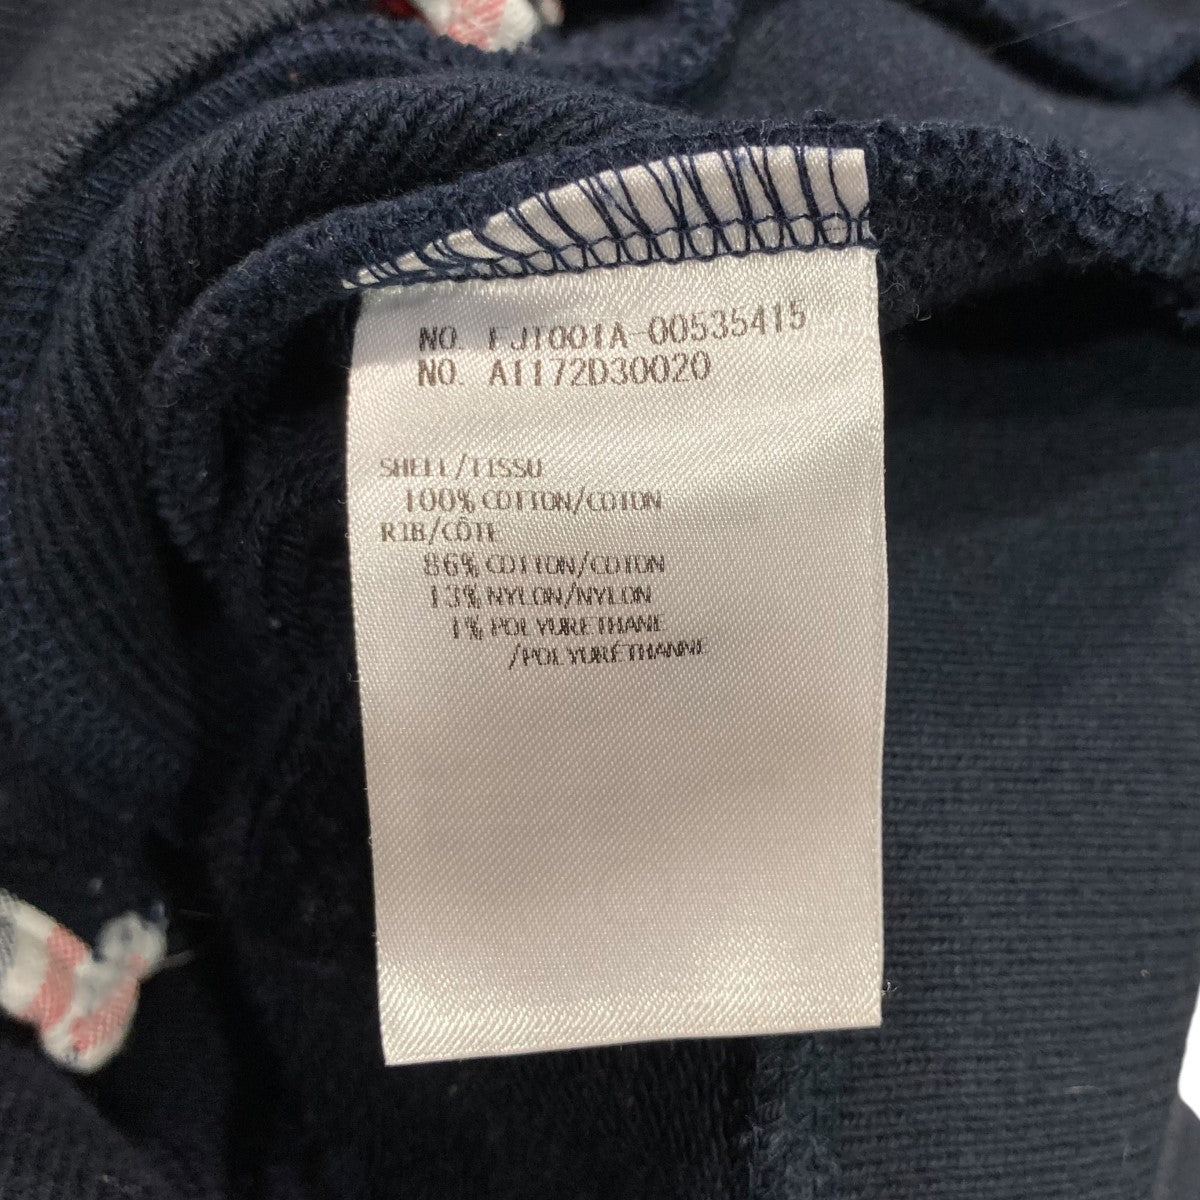 NO. FJT001A-00535415
NO. A1172D30020
SHELL/TISSU
100% COTTON/COTON
RIB/CÔTE
86% COTTON/COTON
13% NYLON/NYLON
1% POLYURETHANE
/POLYURÉTHANNE